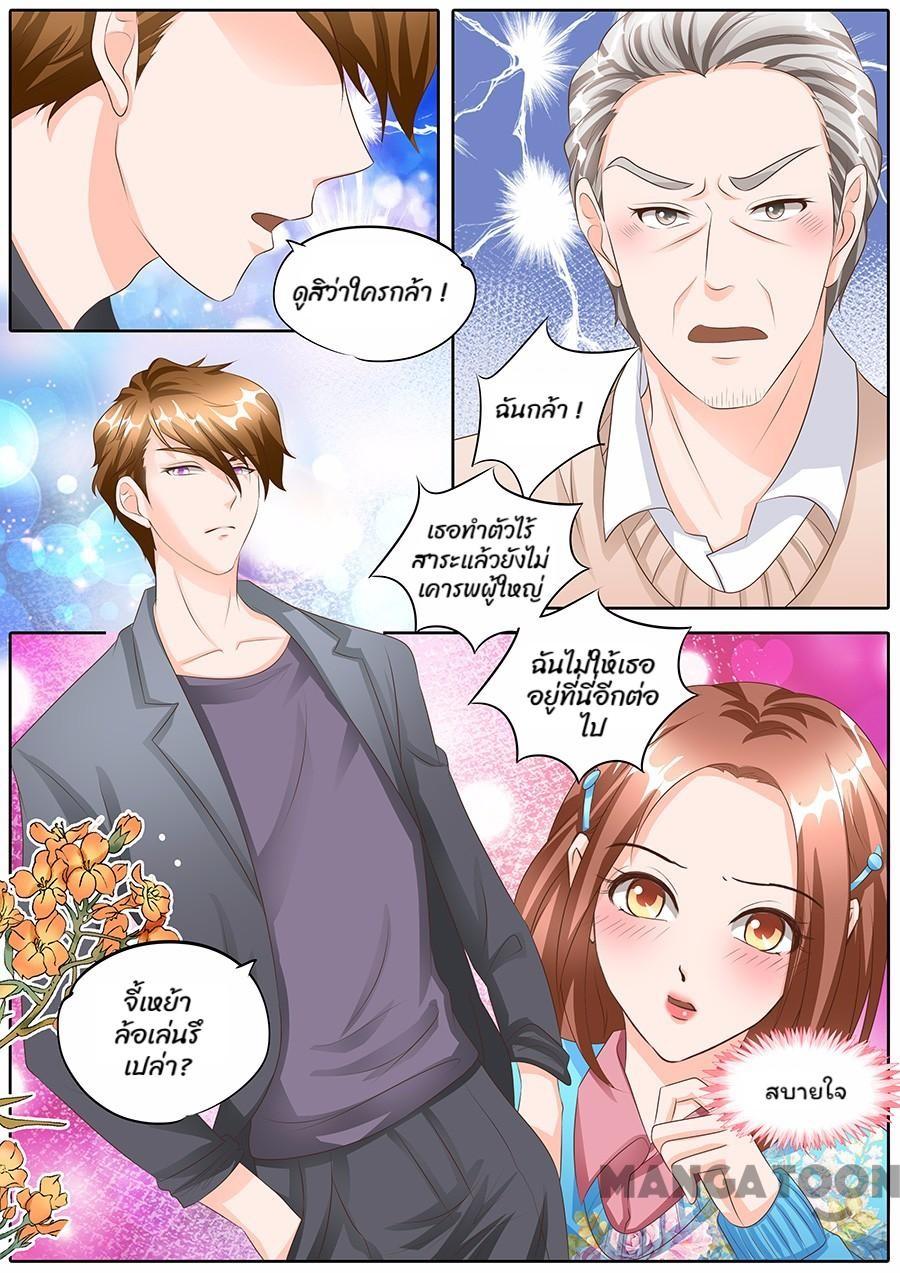 ดูสิว่าใครกล้า !
ฉันกล้า !
เธอทำตัวไร้
สาระแล้วยังไม่
เคารพผู้ใหญ่
ฉันไม่ให้เธอ
อยู่ที่นี่อีกต่อ
ไป
จี้เหย้า
ล้อเล่นรึ
เปล่า?
สบายใจ
MANGATOON